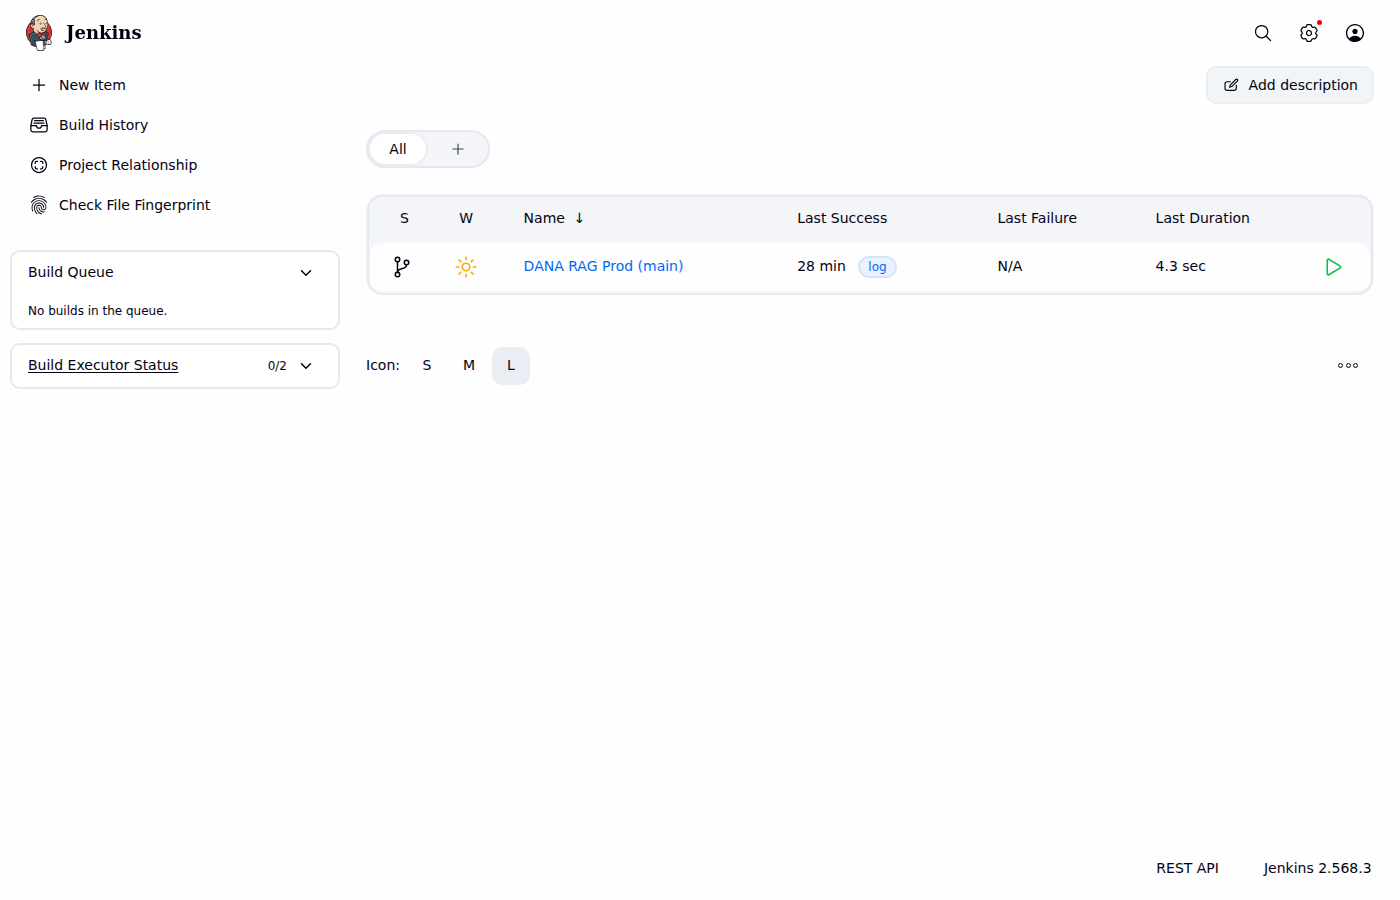 Jenkins
New Item
Build History
Project Relationship
Check File Fingerprint
Build Queue
No builds in the queue.
Build Executor Status 0/2
Add description
All
S W Name ↓ Last Success Last Failure Last Duration
DANA RAG Prod (main) 28 min log N/A 4.3 sec
Icon: S M L
REST API Jenkins 2.568.3